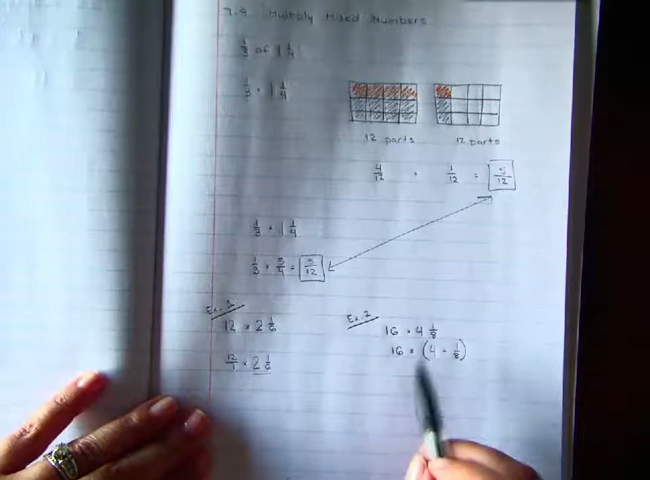 7.4 Multiply Mixed Numbers
1/3 of 1 1/4
1/3 · 1 1/4
12 parts 12 parts
4/12 + 1/12 = 5/12
1/3 × 1 1/4
1/3 × 5/4 = 5/12
Ex. 1
12 × 2 1/6
12/1 × 2 1/6
Ex. 2
16 × 4 1/8
16 × (4 + 1/8)